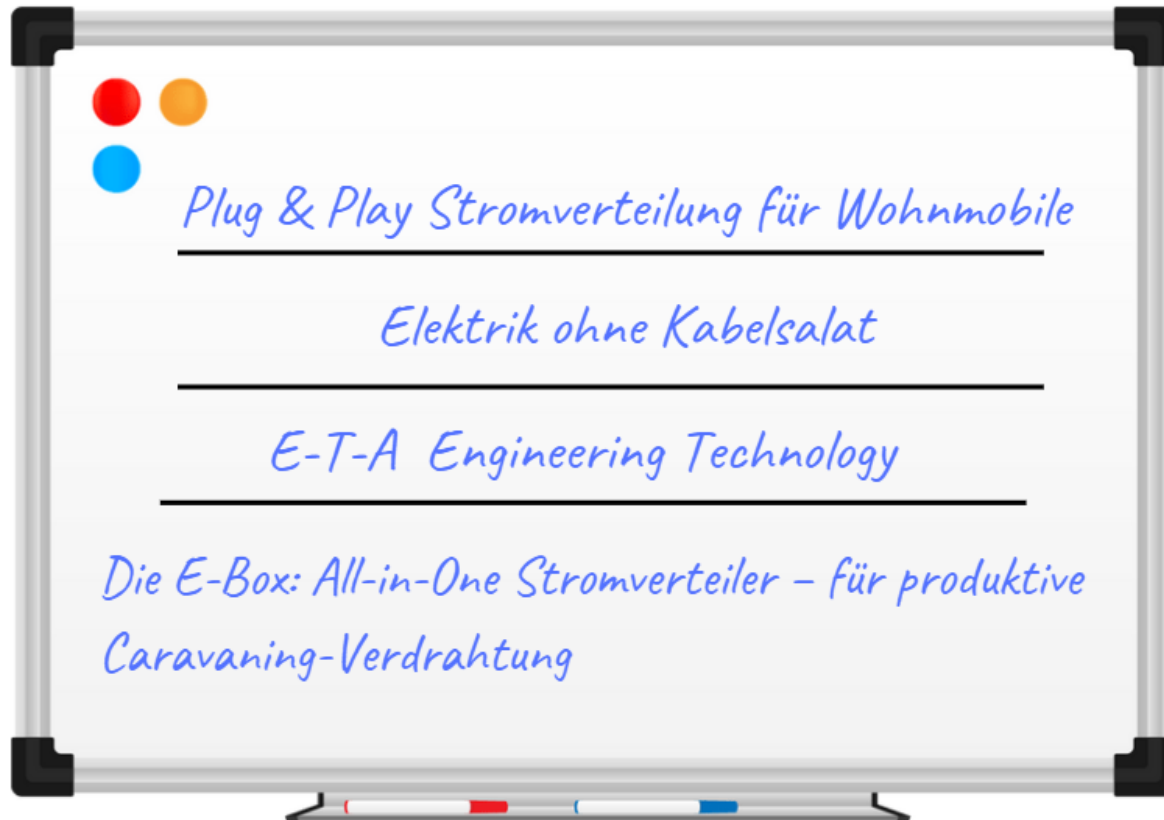 Plug & Play Stromverteilung für Wohnmobile
Elektrik ohne Kabelsalat
E-T-A Engineering Technology
Die E-Box: All-in-One Stromverteiler – für produktive
Caravaning-Verdrahtung